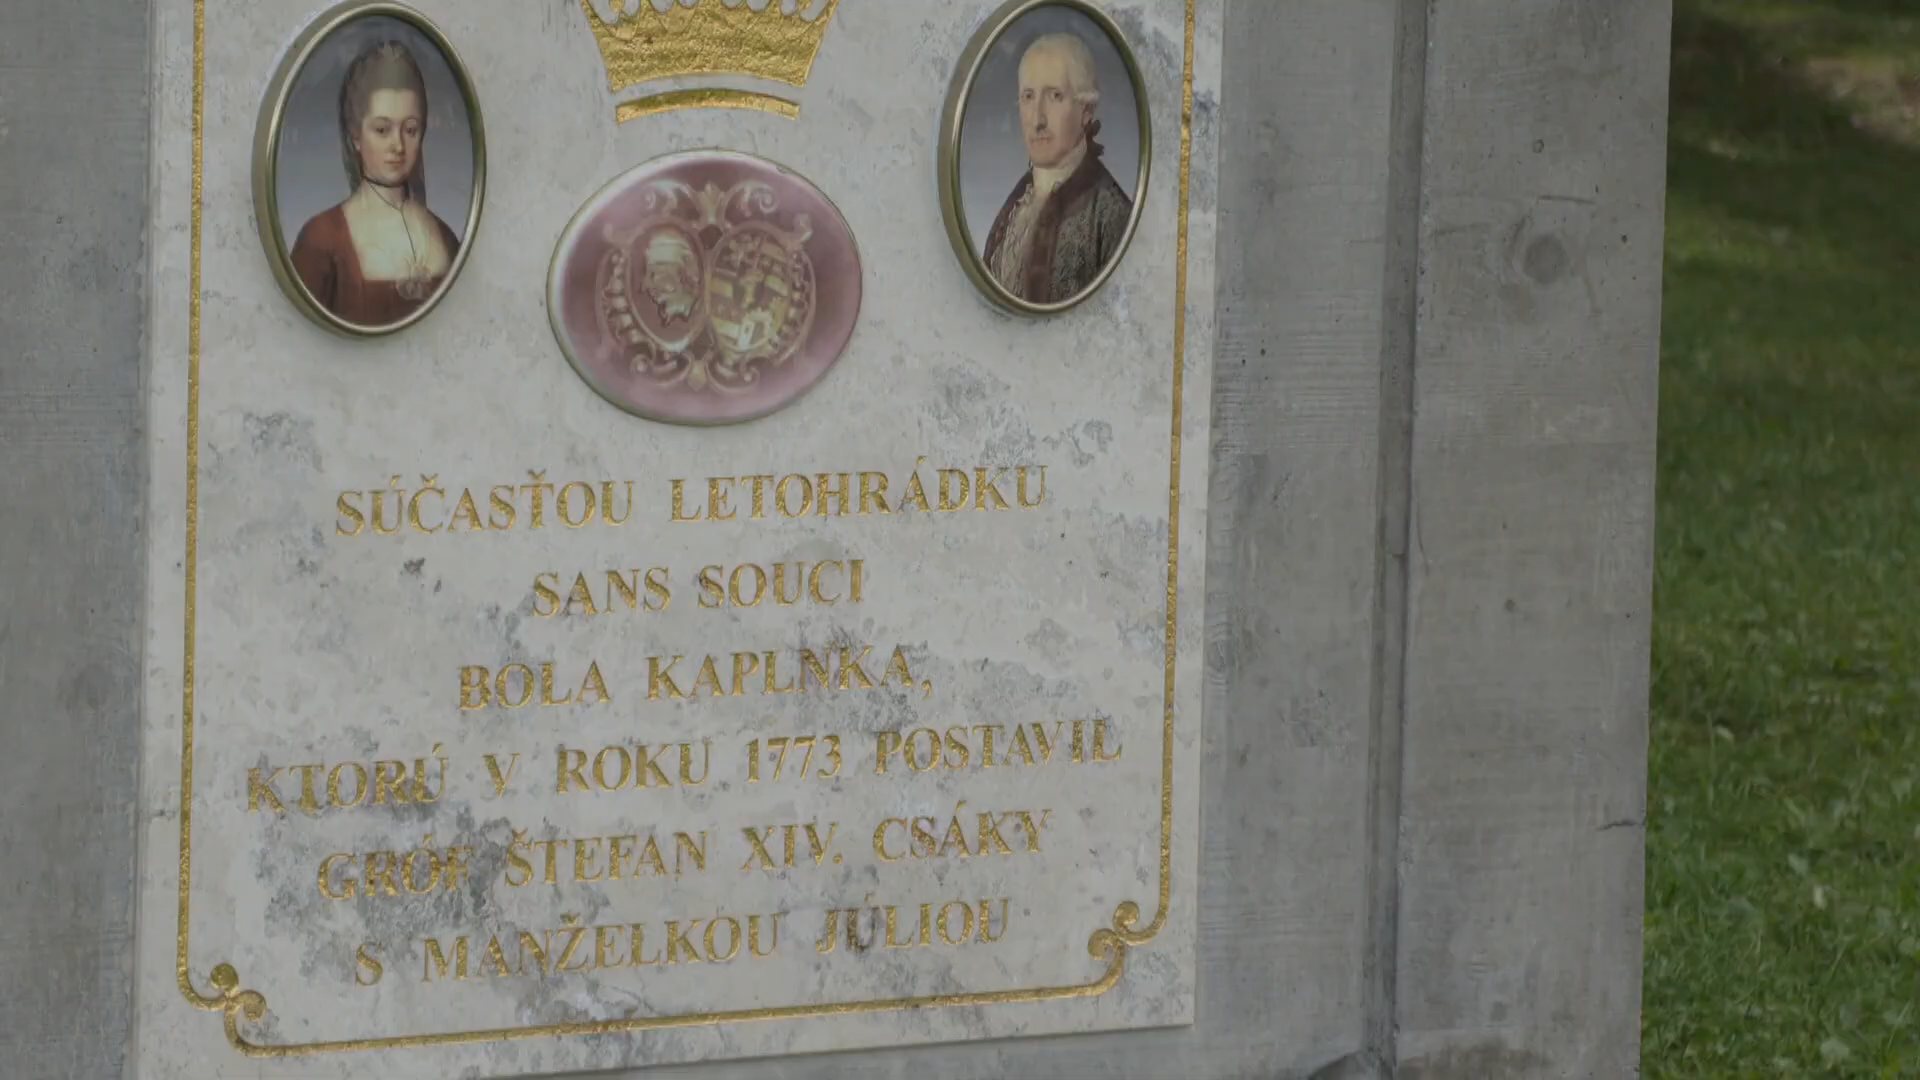 SÚČASŤOU LETOHRÁDKU
SANS SOUCI
BOLA KAPLNKA,
KTORÚ V ROKU 1773 POSTAVIL
GRÓF ŠTEFAN XIV. CSÁKY
S MANŽELKOU JÚLIOU